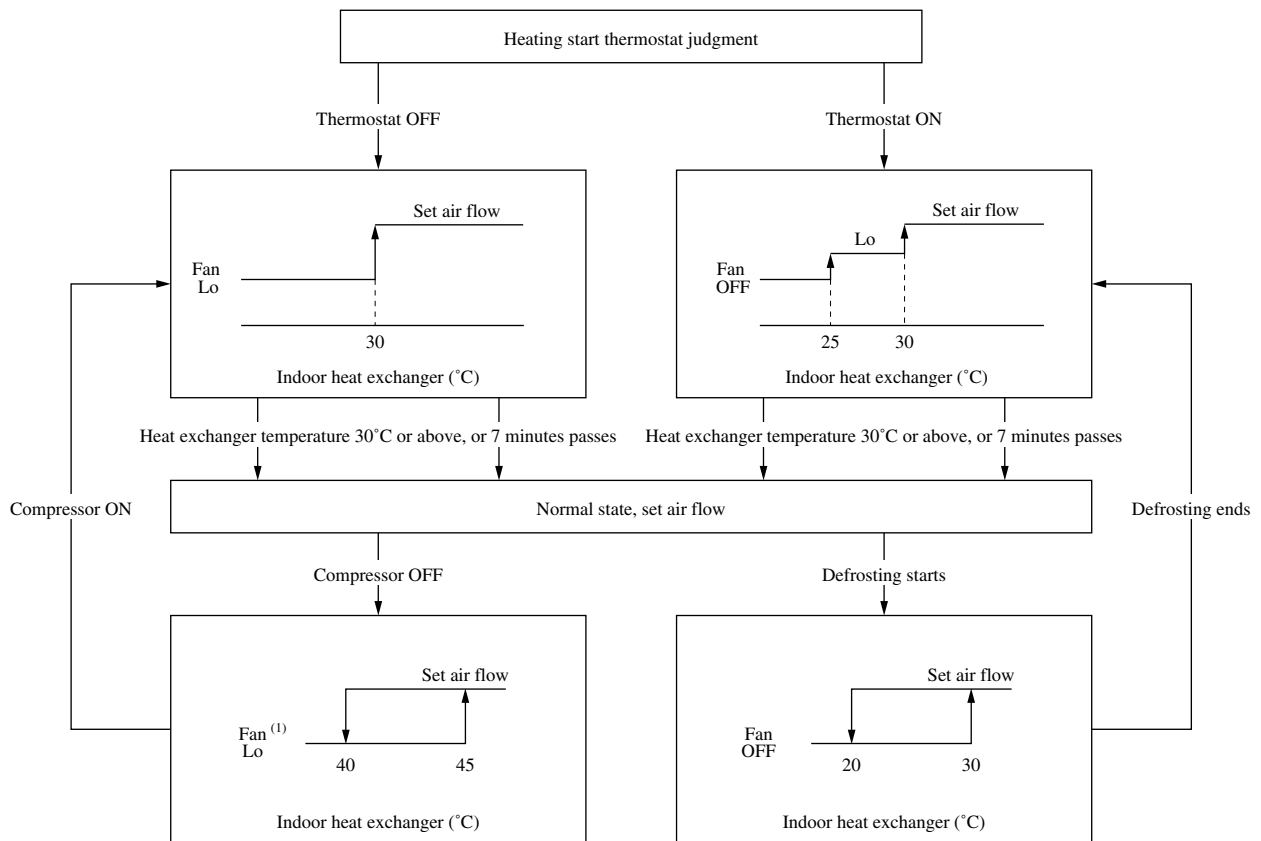 Heating start thermostat judgment
Thermostat OFF
Thermostat ON
Set air flow
Fan
Lo
30
Indoor heat exchanger (˚C)
Set air flow
Lo
Fan
OFF
25 30
Indoor heat exchanger (˚C)
Heat exchanger temperature 30˚C or above, or 7 minutes passes
Heat exchanger temperature 30˚C or above, or 7 minutes passes
Compressor ON
Normal state, set air flow
Defrosting ends
Compressor OFF
Defrosting starts
Set air flow
Fan (1)
Lo
40 45
Indoor heat exchanger (˚C)
Set air flow
Fan
OFF
20 30
Indoor heat exchanger (˚C)